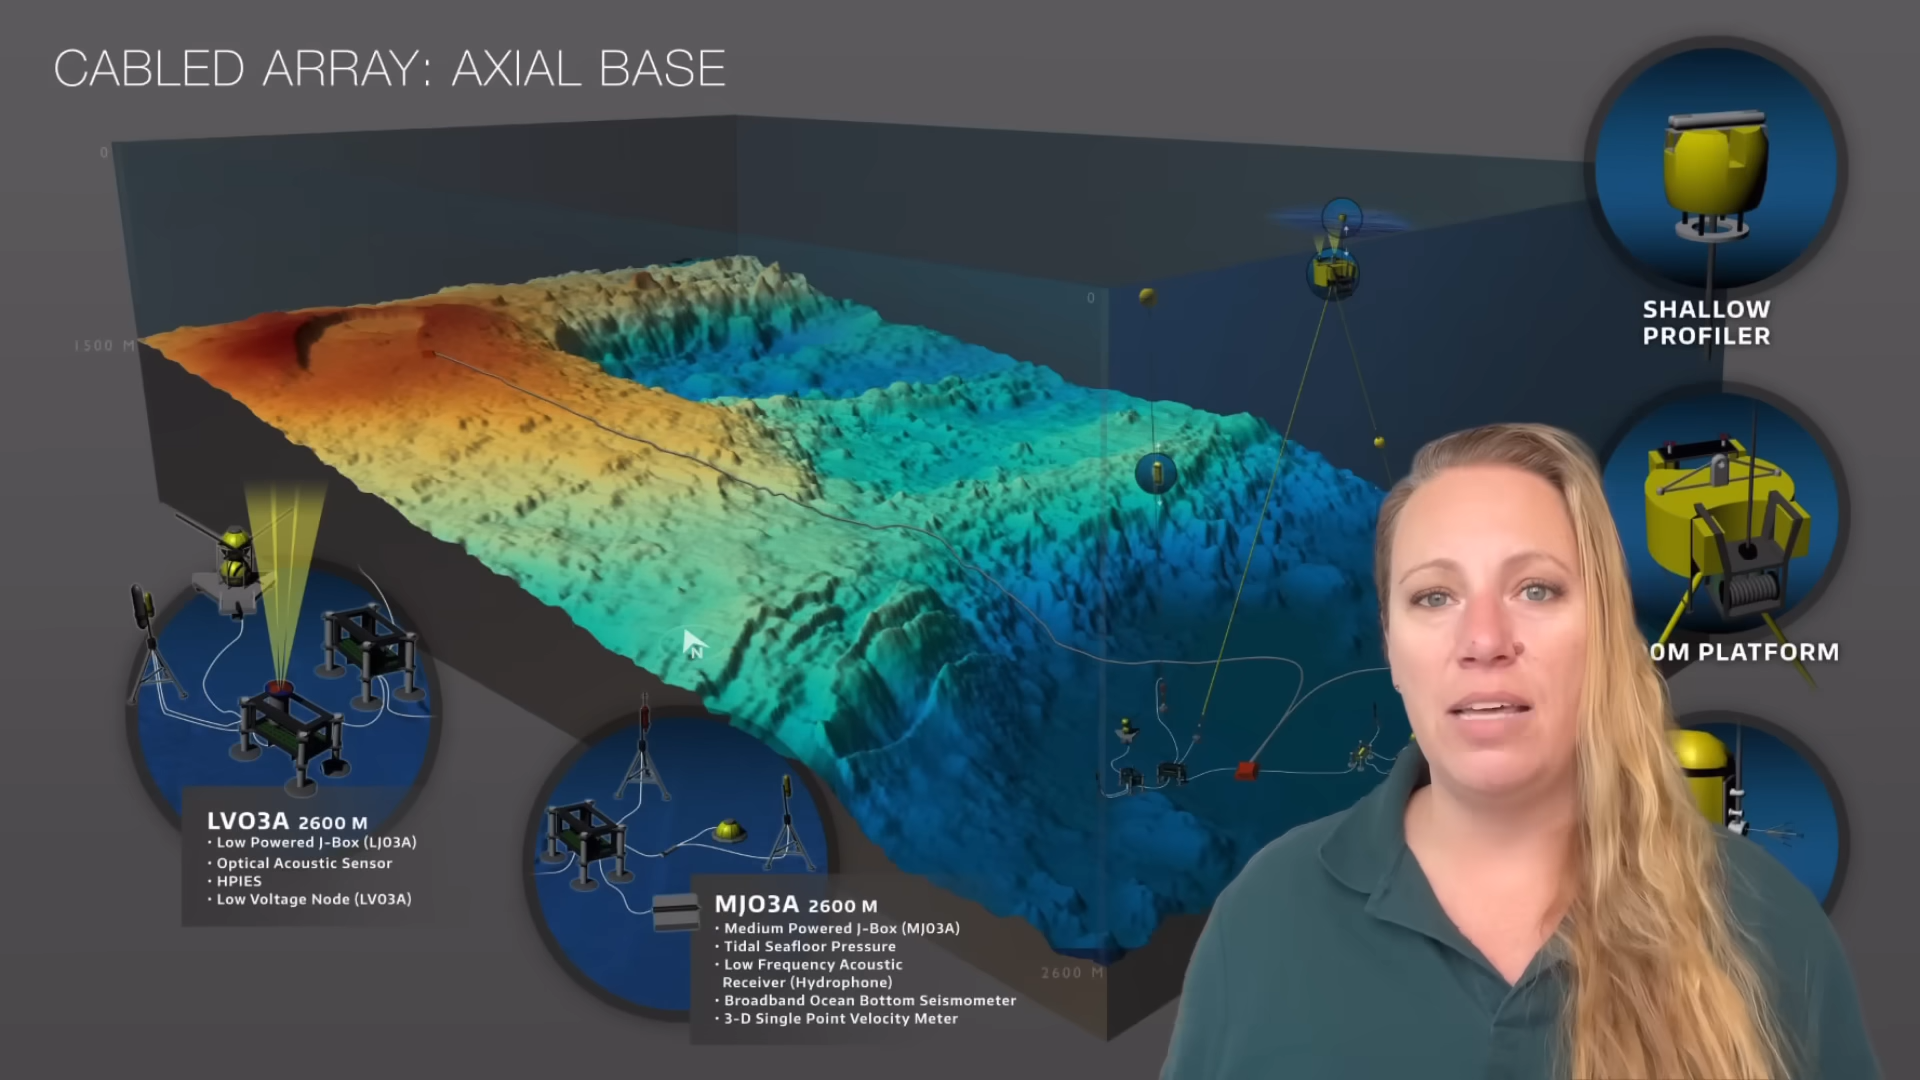 CABLED ARRAY: AXIAL BASE
0
0
1500 M
SHALLOW
PROFILER
0M PLATFORM
N
LV03A 2600 M
• Low Powered J-Box (LJ03A)
• Optical Acoustic Sensor
• HPIES
• Low Voltage Node (LV03A)
MJ03A 2600 M
• Medium Powered J-Box (MJ03A)
• Tidal Seafloor Pressure
• Low Frequency Acoustic
Receiver (Hydrophone)
• Broadband Ocean Bottom Seismometer
• 3-D Single Point Velocity Meter
2600 M